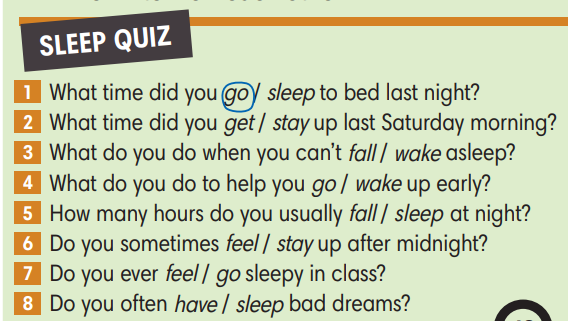 SLEEP QUIZ
1 What time did you go / sleep to bed last night?
2 What time did you get / stay up last Saturday morning?
3 What do you do when you can't fall / wake asleep?
4 What do you do to help you go / wake up early?
5 How many hours do you usually fall / sleep at night?
6 Do you sometimes feel / stay up after midnight?
7 Do you ever feel / go sleepy in class?
8 Do you often have / sleep bad dreams?